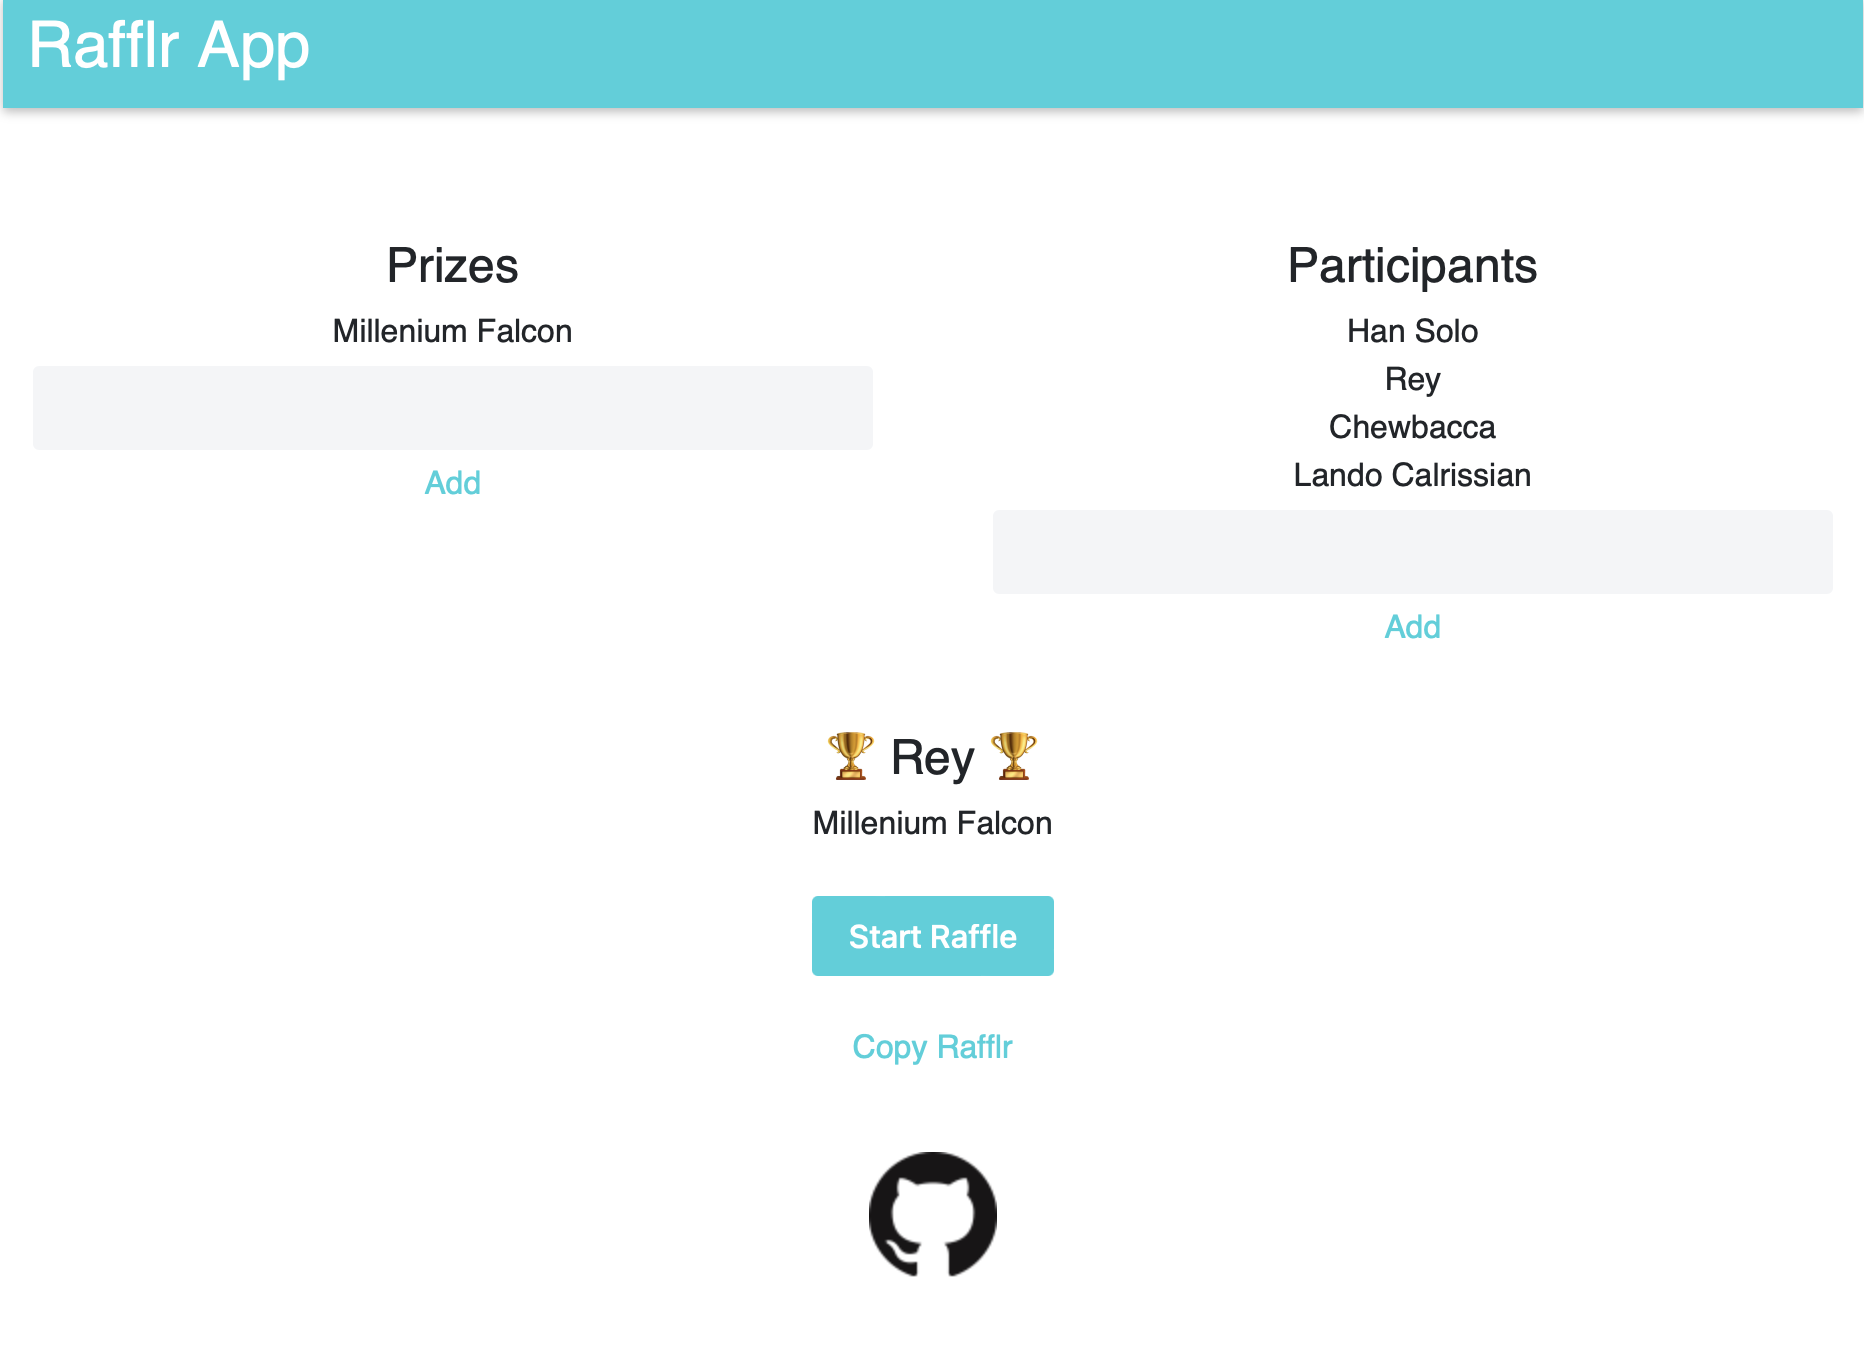 Rafflr App
Prizes
Millenium Falcon
Add
Participants
Han Solo
Rey
Chewbacca
Lando Calrissian
Add
🏆 Rey 🏆
Millenium Falcon
Start Raffle
Copy Rafflr